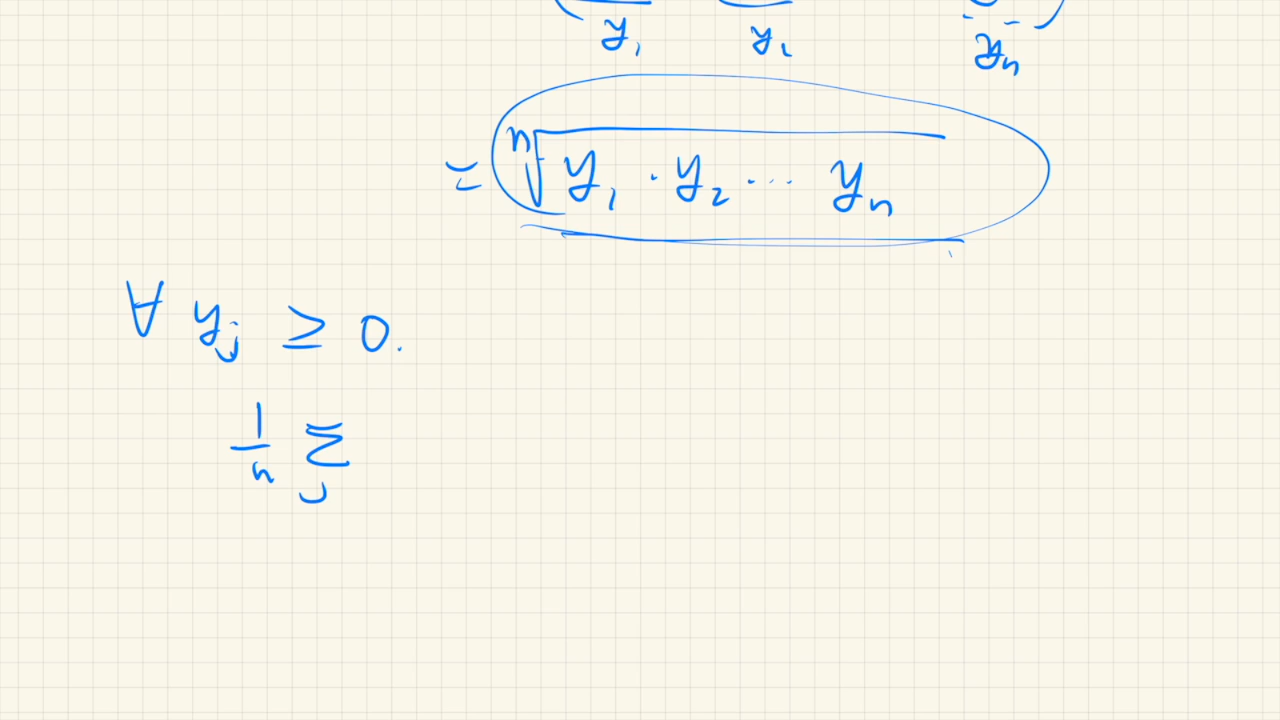 y₁ y₂ yₙ
= ⁿ√(y₁ · y₂ ··· yₙ)
∀ yⱼ ≥ 0.
1/n Σⱼ